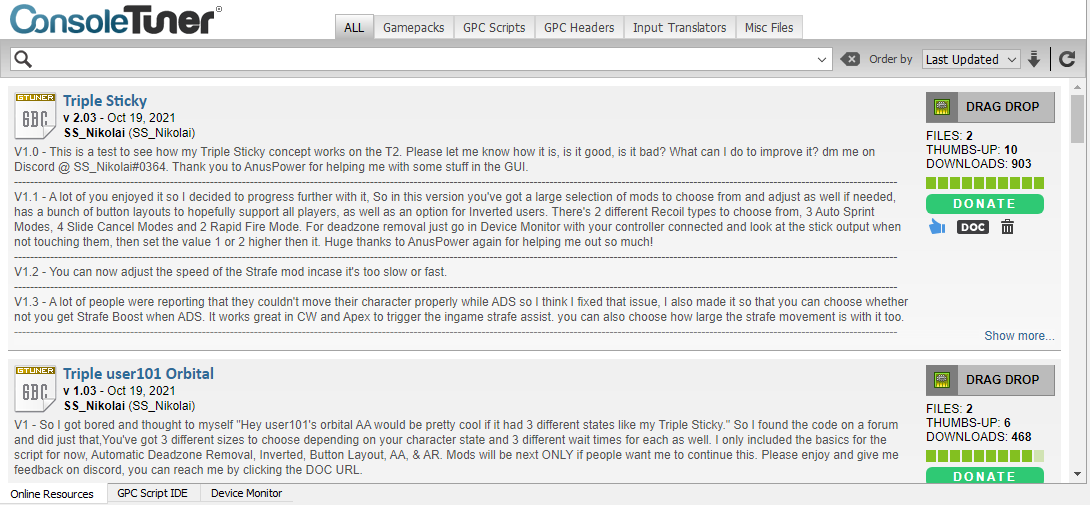 ConsoleTuner®
ALL Gamepacks GPC Scripts GPC Headers Input Translators Misc Files
Order by Last Updated
GTUNER
GBC
Triple Sticky
v 2.03 - Oct 19, 2021
SS_Nikolai (SS_Nikolai)
V1.0 - This is a test to see how my Triple Sticky concept works on the T2. Please let me know how it is, is it good, is it bad? What can I do to improve it? dm me on
Discord @ SS_Nikolai#0364. Thank you to AnusPower for helping me with some stuff in the GUI.
V1.1 - A lot of you enjoyed it so I decided to progress further with it, So in this version you've got a large selection of mods to choose from and adjust as well if needed,
has a bunch of button layouts to hopefully support all players, as well as an option for Inverted users. There's 2 different Recoil types to choose from, 3 Auto Sprint
Modes, 4 Slide Cancel Modes and 2 Rapid Fire Mode. For deadzone removal just go in Device Monitor with your controller connected and look at the stick output when
not touching them, then set the value 1 or 2 higher then it. Huge thanks to AnusPower again for helping me out so much!
V1.2 - You can now adjust the speed of the Strafe mod incase it's too slow or fast.
V1.3 - A lot of people were reporting that they couldn't move their character properly while ADS so I think I fixed that issue, I also made it so that you can choose whether
not you get Strafe Boost when ADS. It works great in CW and Apex to trigger the ingame strafe assist. you can also choose how large the strafe movement is with it too.
DRAG DROP
FILES: 2
THUMBS-UP: 10
DOWNLOADS: 903
DONATE
DOC
Show more...
GTUNER
GBC
Triple user101 Orbital
v 1.03 - Oct 19, 2021
SS_Nikolai (SS_Nikolai)
V1 - So I got bored and thought to myself "Hey user101's orbital AA would be pretty cool if it had 3 different states like my Triple Sticky." So I found the code on a forum
and did just that,You've got 3 different sizes to choose depending on your character state and 3 different wait times for each as well. I only included the basics for the
script for now, Automatic Deadzone Removal, Inverted, Button Layout, AA, & AR. Mods will be next ONLY if people want me to continue this. Please enjoy and give me
feedback on discord, you can reach me by clicking the DOC URL.
DRAG DROP
FILES: 2
THUMBS-UP: 6
DOWNLOADS: 468
DONATE
Online Resources GPC Script IDE Device Monitor